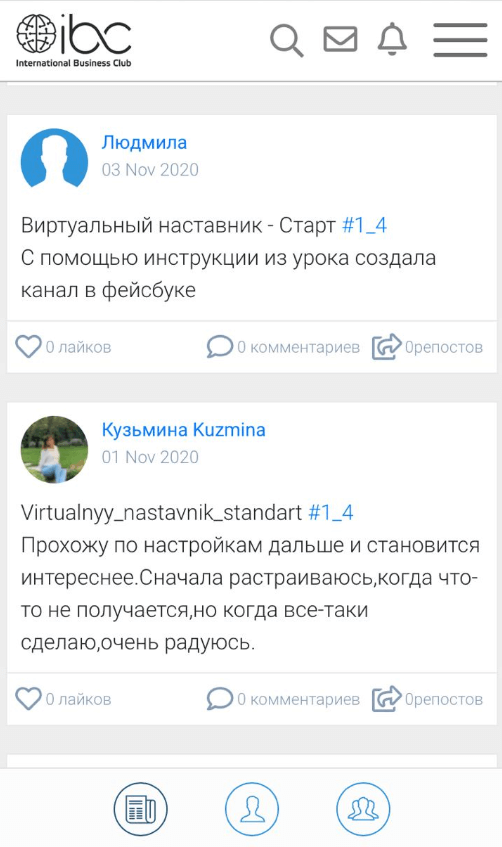 ibc
International Business Club
Людмила
03 Nov 2020
Виртуальный наставник - Старт #1_4
С помощью инструкции из урока создала
канал в фейсбуке
0 лайков 0 комментариев 0репостов
Кузьмина Kuzmina
01 Nov 2020
Virtualnyy_nastavnik_standart #1_4
Прохожу по настройкам дальше и становится
интереснее.Сначала растраиваюсь,когда что-
то не получается,но когда все-таки
сделаю,очень радуюсь.
0 лайков 0 комментариев 0репостов